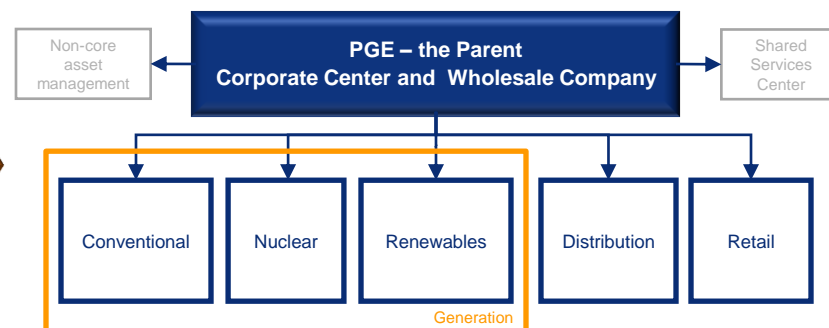 Non-core
asset
management
PGE – the Parent
Corporate Center and Wholesale Company
Shared
Services
Center
Conventional
Nuclear
Renewables
Distribution
Retail
Generation